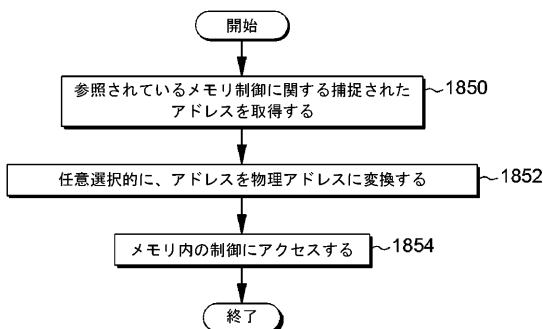 開始
参照されているメモリ制御に関する捕捉された
アドレスを取得する
1850
任意選択的に、アドレスを物理アドレスに変換する
1852
メモリ内の制御にアクセスする
1854
終了